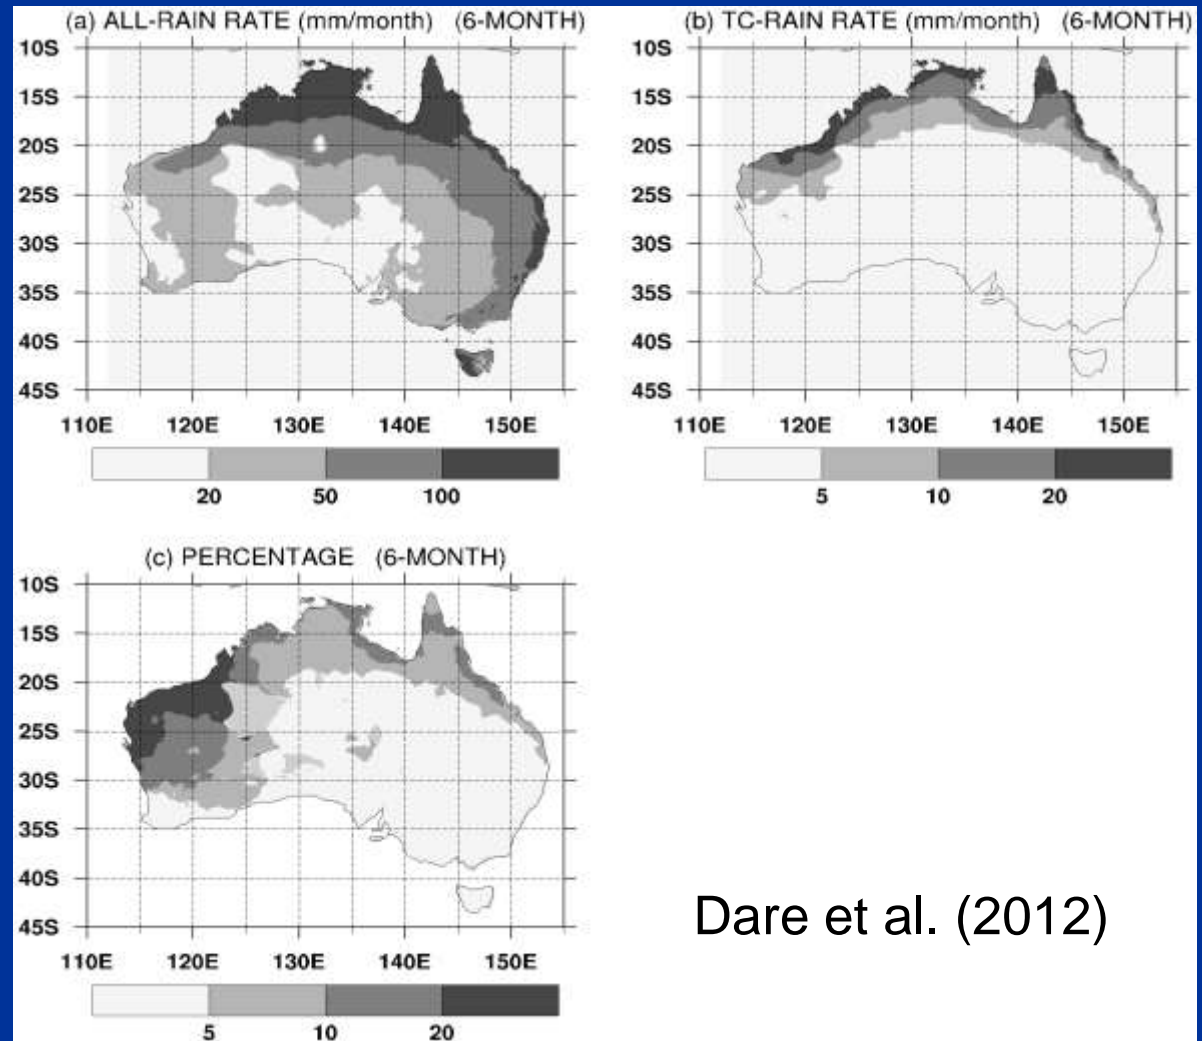 (a) ALL-RAIN RATE (mm/month) (6-MONTH)
10S
15S
20S
25S
30S
35S
40S
45S
110E 120E 130E 140E 150E
20 50 100
(b) TC-RAIN RATE (mm/month) (6-MONTH)
10S
15S
20S
25S
30S
35S
40S
45S
110E 120E 130E 140E 150E
5 10 20
(c) PERCENTAGE (6-MONTH)
10S
15S
20S
25S
30S
35S
40S
45S
110E 120E 130E 140E 150E
5 10 20
Dare et al. (2012)